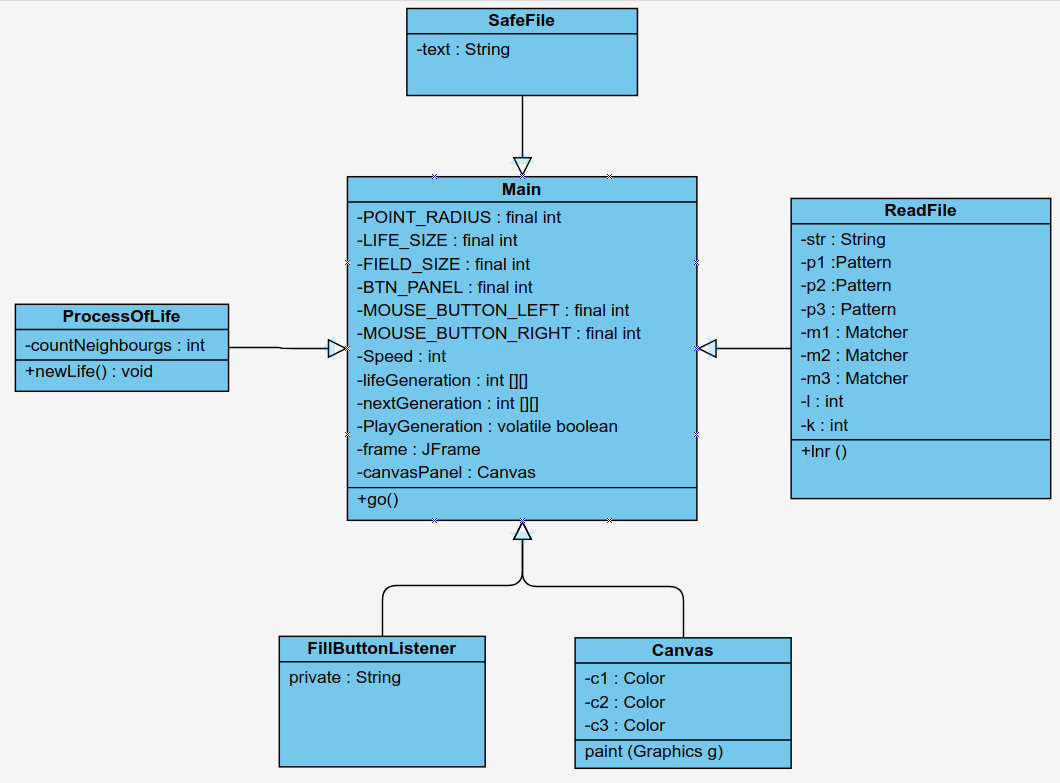 SafeFile
-text : String
Main
-POINT_RADIUS : final int
-LIFE_SIZE : final int
-FIELD_SIZE : final int
-BTN_PANEL : final int
-MOUSE_BUTTON_LEFT : final int
-MOUSE_BUTTON_RIGHT : final int
-Speed : int
-lifeGeneration : int [][]
-nextGeneration : int [][]
-PlayGeneration : volatile boolean
-frame : JFrame
-canvasPanel : Canvas
+go()
ReadFile
-str : String
-p1 :Pattern
-p2 :Pattern
-p3 : Pattern
-m1 : Matcher
-m2 : Matcher
-m3 : Matcher
-l : int
-k : int
+lnr ()
ProcessOfLife
-countNeighbourgs : int
+newLife() : void
FillButtonListener
private : String
Canvas
-c1 : Color
-c2 : Color
-c3 : Color
paint (Graphics g)